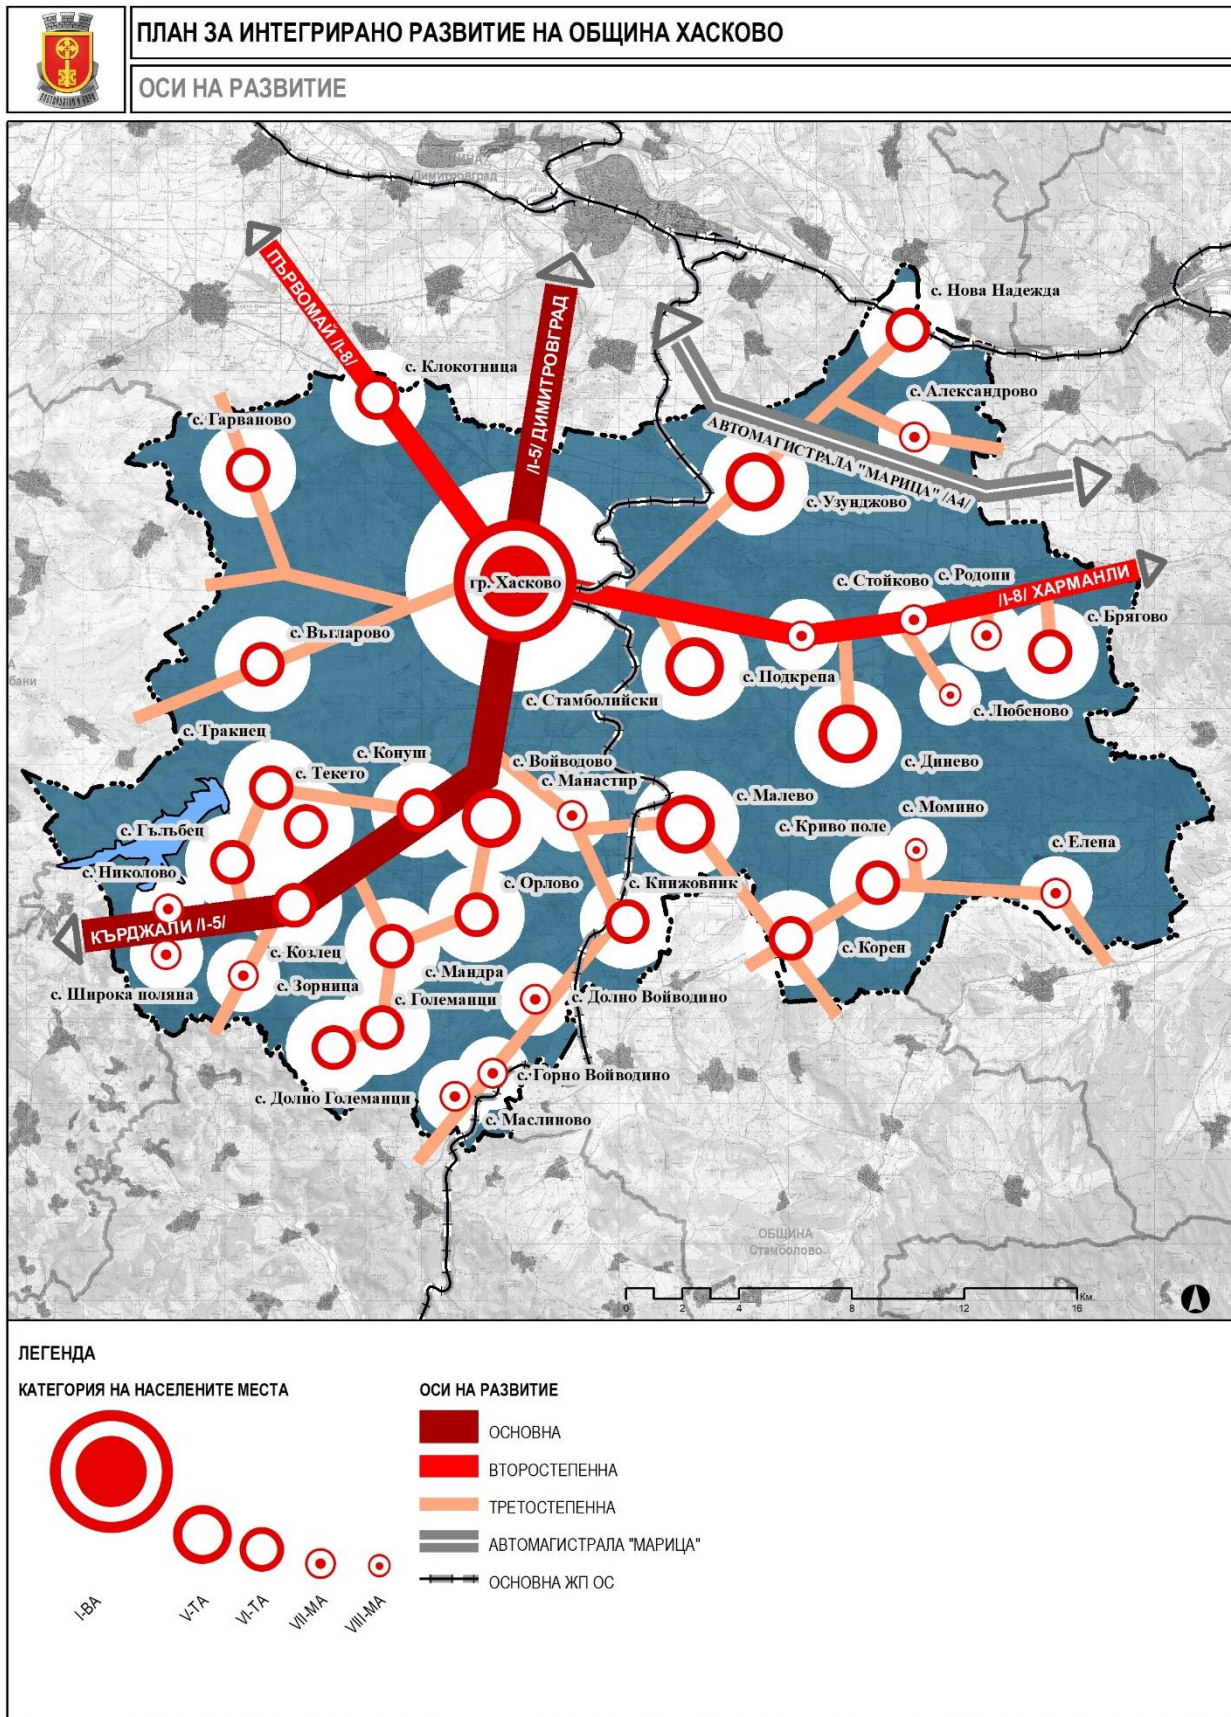 ПЛАН ЗА ИНТЕГРИРАНО РАЗВИТИЕ НА ОБЩИНА ХАСКОВО
ОСИ НА РАЗВИТИЕ
Димитровград
с. Нова Надежда
ПЪРВОМАЙ /I-8/
/I-5/ ДИМИТРОВГРАД
с. Клокотница
с. Александрово
с. Гарваново
АВТОМАГИСТРАЛА "МАРИЦА" /А4/
с. Узунджово
гр. Хасково
с. Стойково
с. Родопи
/I-8/ ХАРМАНЛИ
с. Брягово
с. Въгларово
бани
с. Подкрепа
с. Стамболийски
с. Любеново
с. Тракиец
с. Конуш
с. Войводово
с. Динево
с. Текето
с. Манастир
с. Малево
с. Момино
с. Гълъбец
с. Криво поле
с. Елена
с. Николово
с. Орлово
с. Книжовник
КЪРДЖАЛИ /I-5/
с. Козлец
с. Корен
с. Мандра
с. Зорница
с. Широка поляна
с. Големанци
с. Долно Войводино
с. Горно Войводино
с. Долно Големанци
с. Маслиново
ОБЩИНА
Стамболово
0 2 4 8 12 16
Км.
ЛЕГЕНДА
КАТЕГОРИЯ НА НАСЕЛЕНИТЕ МЕСТА
I-ВА
V-ТА
VI-ТА
VII-МА
VIII-МА
ОСИ НА РАЗВИТИЕ
ОСНОВНА
ВТОРОСТЕПЕННА
ТРЕТОСТЕПЕННА
АВТОМАГИСТРАЛА "МАРИЦА"
ОСНОВНА ЖП ОС